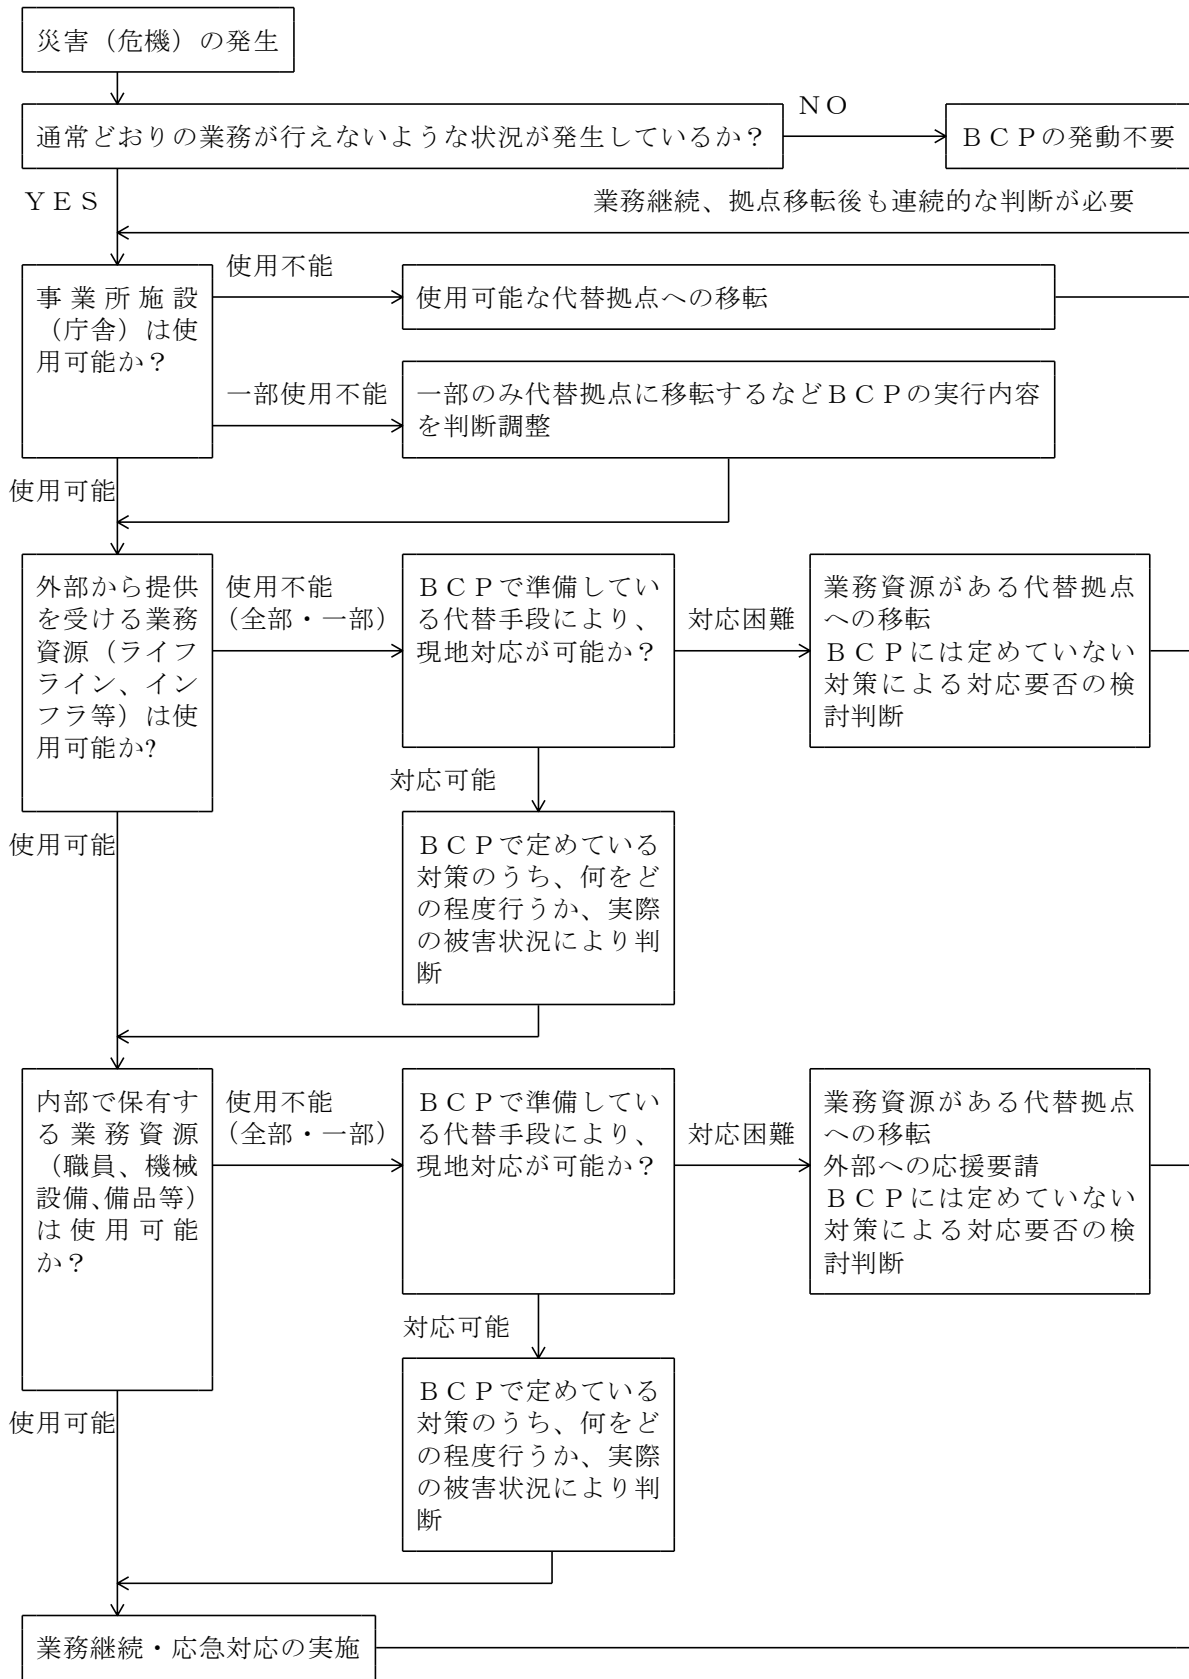 災害（危機）の発生
通常どおりの業務が行えないような状況が発生しているか？
ＮＯ
ＢＣＰの発動不要
ＹＥＳ
業務継続、拠点移転後も連続的な判断が必要
事業所施設
（庁舎）は使
用可能か？
使用不能
使用可能な代替拠点への移転
一部使用不能
一部のみ代替拠点に移転するなどＢＣＰの実行内容
を判断調整
使用可能
外部から提供
を受ける業務
資源（ライフ
ライン、イン
フラ等）は使
用可能か?
使用不能
（全部・一部）
ＢＣＰで準備してい
る代替手段により、
現地対応が可能か？
対応困難
業務資源がある代替拠点
への移転
ＢＣＰには定めていない
対策による対応要否の検
討判断
対応可能
使用可能
ＢＣＰで定めている
対策のうち、何をど
の程度行うか、実際
の被害状況により判
断
内部で保有す
る業務資源
（職員、機械
設備、備品等）
は使用可能
か？
使用不能
（全部・一部）
ＢＣＰで準備してい
る代替手段により、
現地対応が可能か？
対応困難
業務資源がある代替拠点
への移転
外部への応援要請
ＢＣＰには定めていない
対策による対応要否の検
討判断
対応可能
使用可能
ＢＣＰで定めている
対策のうち、何をど
の程度行うか、実際
の被害状況により判
断
業務継続・応急対応の実施